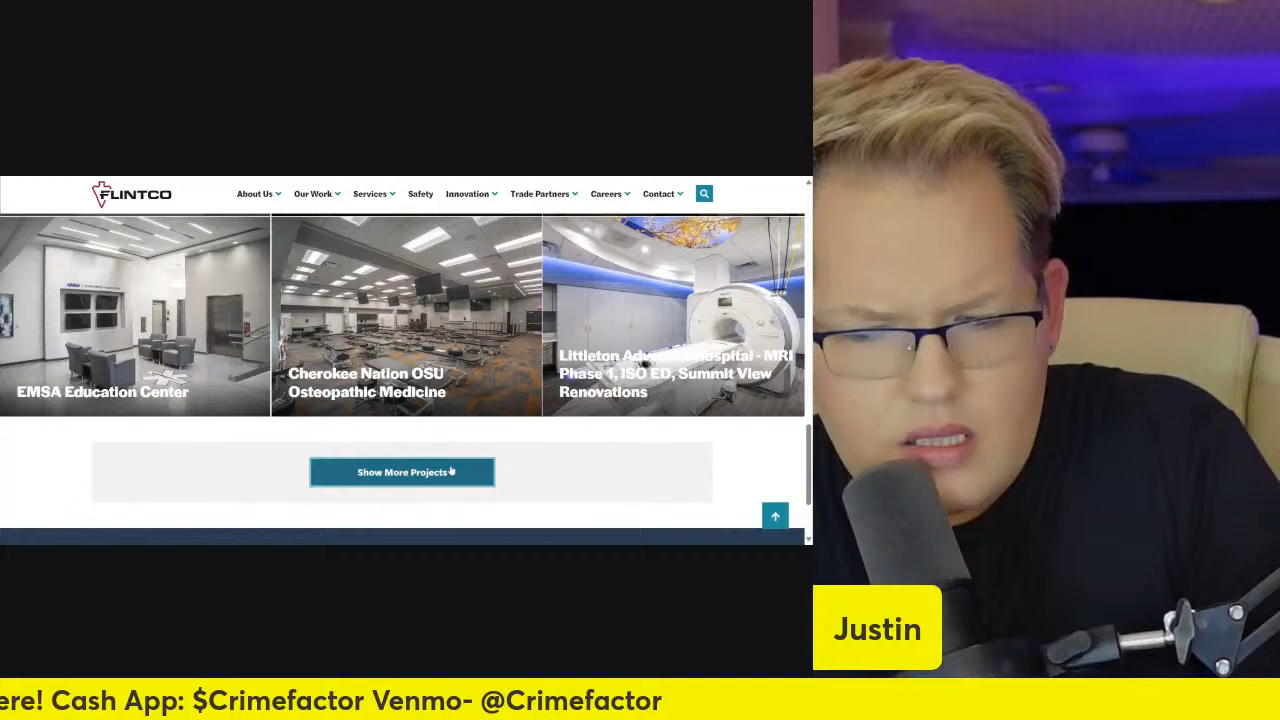 FLINTCO
About Us
Our Work
Services
Safety
Innovation
Trade Partners
Careers
Contact
EMSA Education Center
Cherokee Nation OSU
Osteopathic Medicine
Littleton Adventist Hospital - MRI
Phase 1, ISO ED, Summit View
Renovations
Show More Projects
Justin
ere! Cash App: $Crimefactor Venmo- @Crimefactor